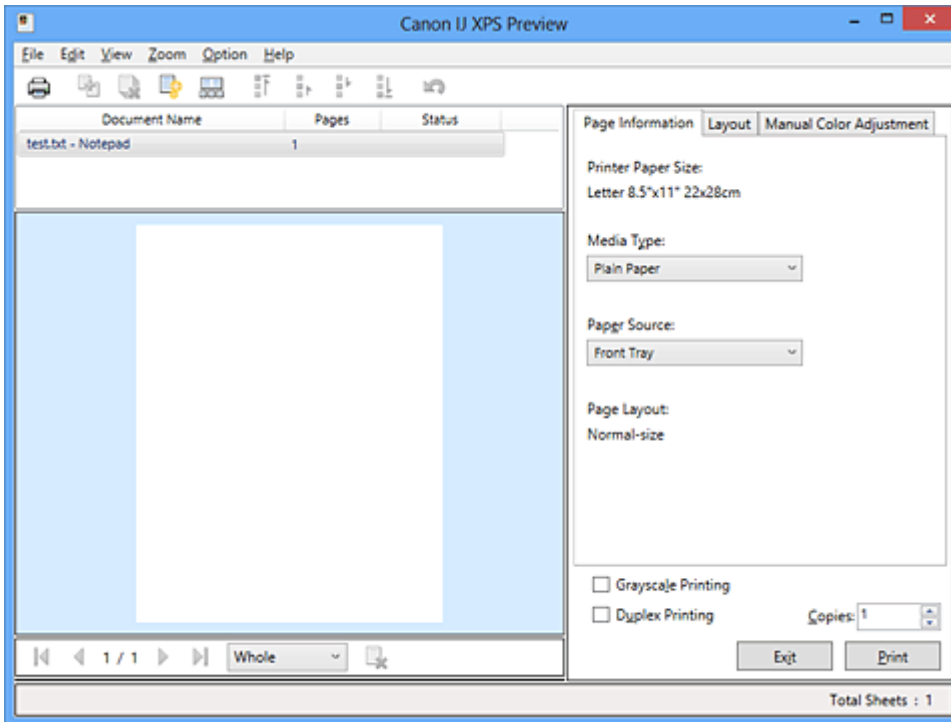 Canon IJ XPS Preview
File Edit View Zoom Option Help
Document Name Pages Status
test.txt - Notepad 1
Page Information Layout Manual Color Adjustment
Printer Paper Size:
Letter 8.5"x11" 22x28cm
Media Type:
Plain Paper
Paper Source:
Front Tray
Page Layout:
Normal-size
Grayscale Printing
Duplex Printing Copies: 1
1 / 1 Whole
Exit Print
Total Sheets : 1